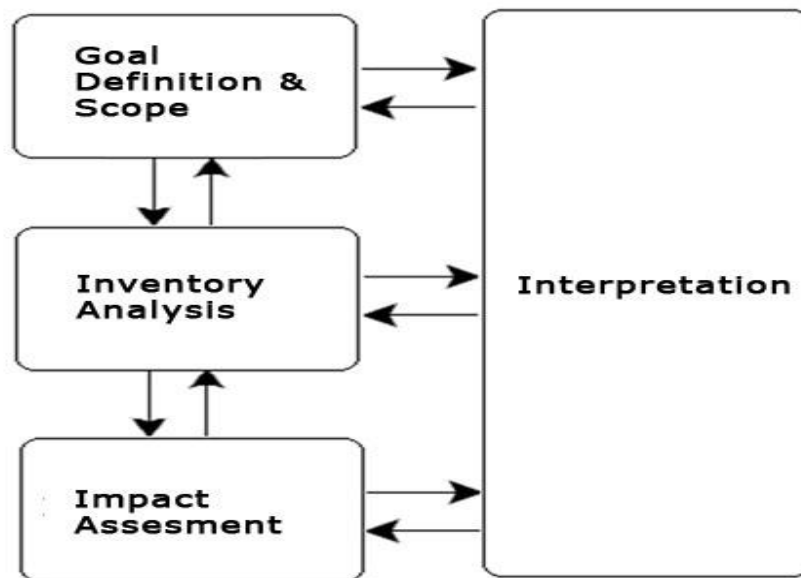 Goal
Definition &
Scope
Inventory
Analysis
Interpretation
Impact
Assesment